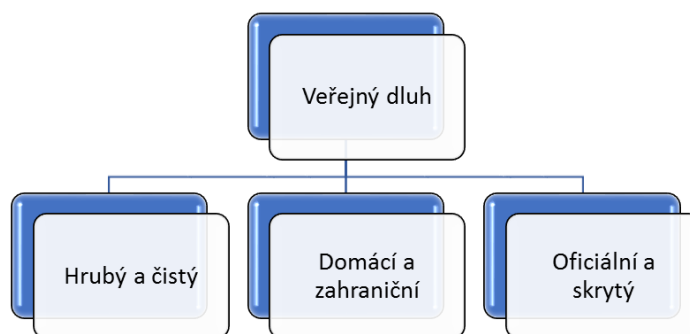 Veřejný dluh
Hrubý a čistý
Domácí a
zahraniční
Oficiální a
skrytý